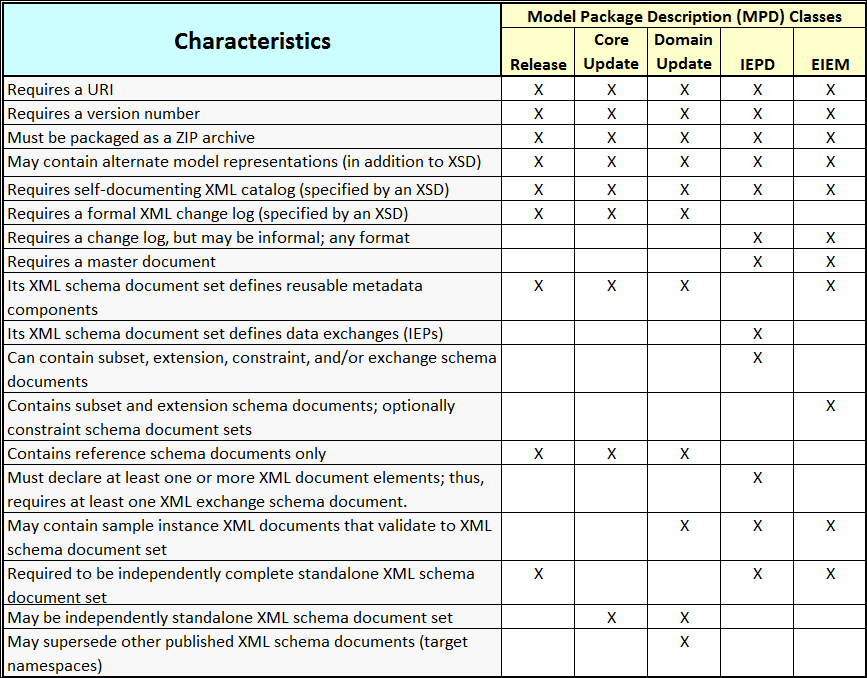 Characteristics
Model Package Description (MPD) Classes
Release
Core
Update
Domain
Update
IEPD
EIEM
Requires a URI X X X X X
Requires a version number X X X X X
Must be packaged as a ZIP archive X X X X X
May contain alternate model representations (in addition to XSD) X X X X X
Requires self-documenting XML catalog (specified by an XSD) X X X X X
Requires a formal XML change log (specified by an XSD) X X X
Requires a change log, but may be informal; any format X X
Requires a master document X X
Its XML schema document set defines reusable metadata X X X X
components
Its XML schema document set defines data exchanges (IEPs) X
Can contain subset, extension, constraint, and/or exchange schema X
documents
Contains subset and extension schema documents; optionally X
constraint schema document sets
Contains reference schema documents only X X X
Must declare at least one or more XML document elements; thus, X
requires at least one XML exchange schema document.
May contain sample instance XML documents that validate to XML X X X
schema document set
Required to be independently complete standalone XML schema X X X
document set
May be independently standalone XML schema document set X X
May supersede other published XML schema documents (target X
namespaces)